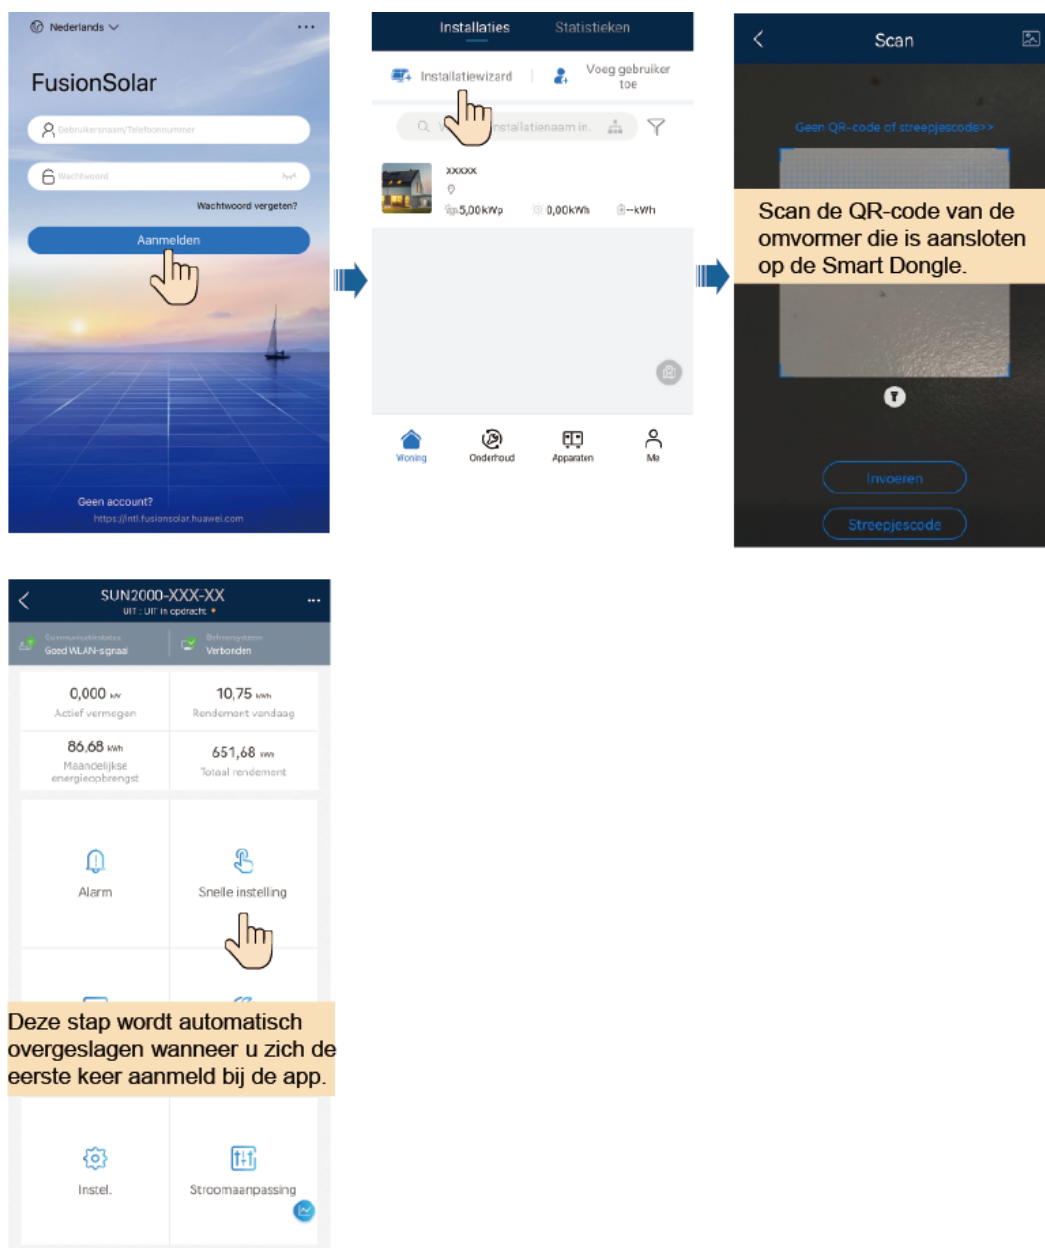 Nederlands
FusionSolar
Gebruikersnaam/Telefoonnummer
Wachtwoord
Wachtwoord vergeten?
Aanmelden
Geen account?
https://intl.fusionsolar.huawei.com
Installaties Statistieken
Installatiewizard
Voeg gebruiker
toe
nstallatienaam in.
xxxxx
5,00kWp 0,00kWh --kWh
Woning Onderhoud Apparaten Me
Scan
Geen QR-code of streepjescode>>
Scan de QR-code van de
omvormer die is aansloten
op de Smart Dongle.
Invoeren
Streepjescode
SUN2000-XXX-XX
UIT : UIT in opdracht
Communicatiestatus
Goed WLAN-signaal
Beheersysteem
Verbonden
0,000 kW 10,75 kWh
Actief vermogen Rendement vandaag
86,68 kWh 651,68 kWh
Maandelijkse
energieopbrengst
Totaal rendement
Alarm Snelle instelling
Deze stap wordt automatisch
overgeslagen wanneer u zich de
eerste keer aanmeld bij de app.
Instel. Stroomaanpassing